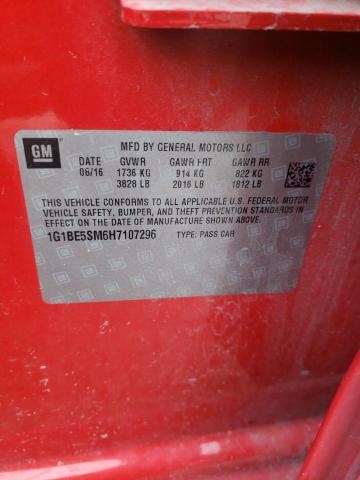 GM
MFD BY GENERAL MOTORS LLC
DATE GVWR GAWR FRT GAWR RR
06/16 1736 KG 914 KG 822 KG
3828 LB 2016 LB 1812 LB
THIS VEHICLE CONFORMS TO ALL APPLICABLE U.S. FEDERAL MOTOR
VEHICLE SAFETY, BUMPER, AND THEFT PREVENTION STANDARDS IN
EFFECT ON THE DATE OF MANUFACTURE SHOWN ABOVE.
1G1BE5SM6H7107296 TYPE: PASS CAR